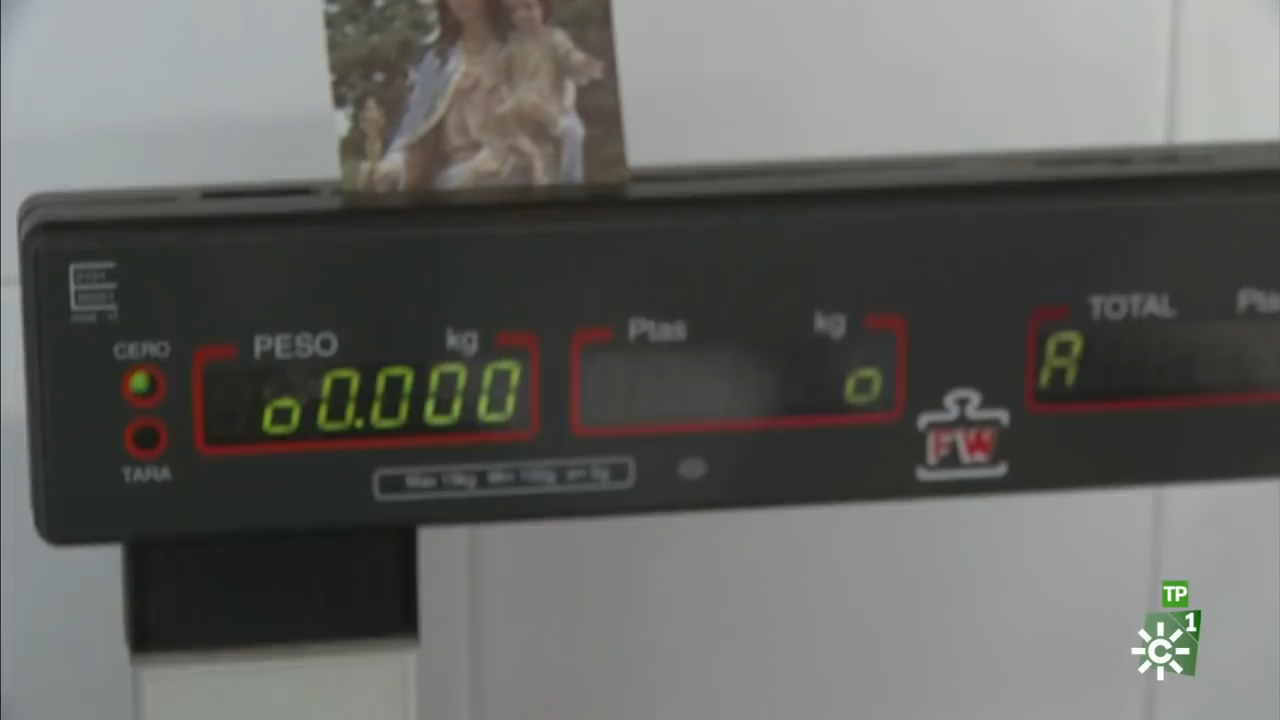 CERO
TARA
PESO kg
o0.000
Ptas kg
o
TOTAL
A
FW
TP
1
C